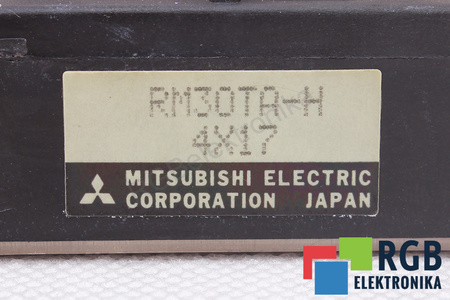 RM30TA-H
4X17
MITSUBISHI ELECTRIC
CORPORATION JAPAN
RGB
ELEKTRONIKA